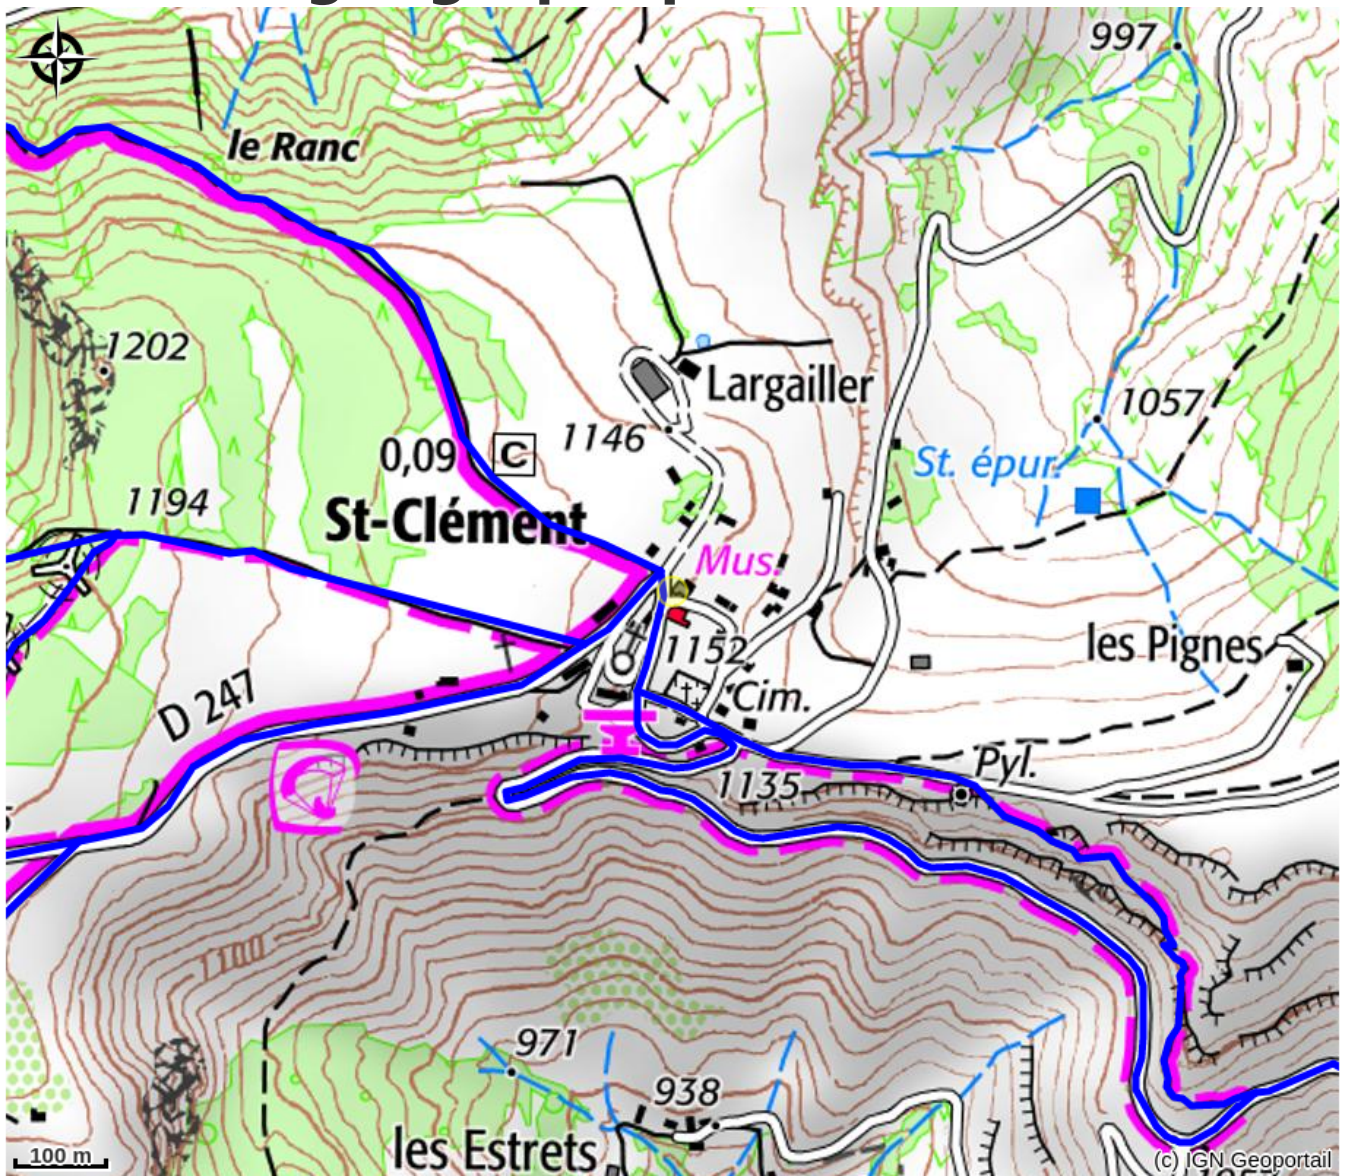 997
le Ranc
1202
Largailler
1057
0,09
C
1146
St. épur.
1194
St-Clément
Mus.
1152
les Pignes
D 247
Cim.
Pyl.
1135
1100
971
938
les Estrets
100 m
(c) IGN Geoportail